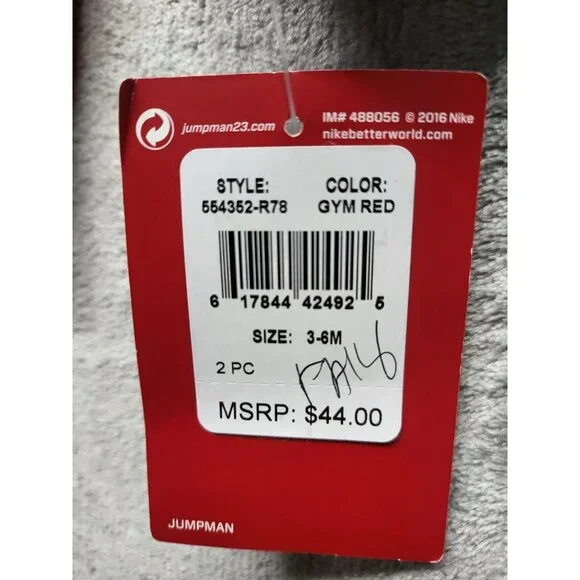 jumpman23.com
IM# 488056 © 2016 Nike
nikebetterworld.com
STYLE: COLOR:
554352-R78 GYM RED
6 17844 42492 5
SIZE: 3-6M
2 PC
MSRP: $44.00
JUMPMAN